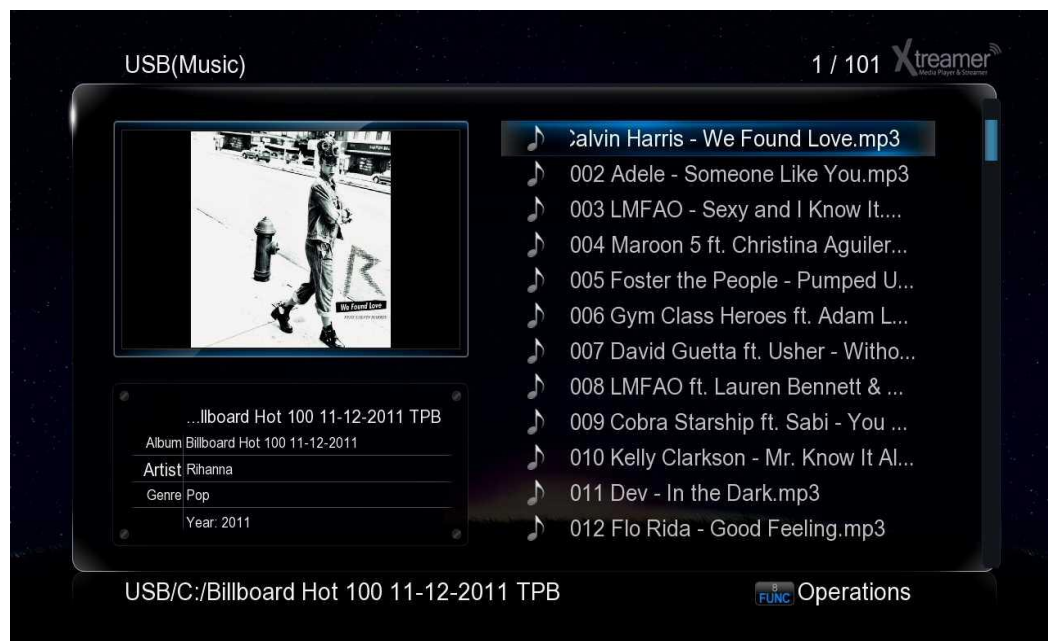 USB(Music)
1 / 101
Xtreamer
Media Player & Streamer
We Found Love
...llboard Hot 100 11-12-2011 TPB
Album Billboard Hot 100 11-12-2011
Artist Rihanna
Genre Pop
Year: 2011
Calvin Harris - We Found Love.mp3
002 Adele - Someone Like You.mp3
003 LMFAO - Sexy and I Know It....
004 Maroon 5 ft. Christina Aguiler...
005 Foster the People - Pumped U...
006 Gym Class Heroes ft. Adam L...
007 David Guetta ft. Usher - Witho...
008 LMFAO ft. Lauren Bennett & ...
009 Cobra Starship ft. Sabi - You ...
010 Kelly Clarkson - Mr. Know It Al...
011 Dev - In the Dark.mp3
012 Flo Rida - Good Feeling.mp3
USB/C:/Billboard Hot 100 11-12-2011 TPB
B
FUNC Operations